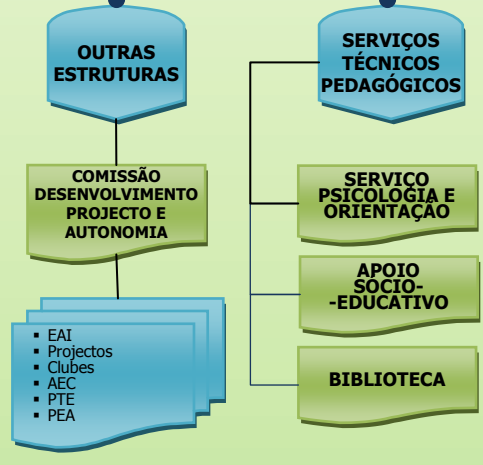 OUTRAS
ESTRUTURAS
COMISSÃO
DESENVOLVIMENTO
PROJECTO E
AUTONOMIA
▪ EAI
▪ Projectos
▪ Clubes
▪ AEC
▪ PTE
▪ PEA
SERVIÇOS
TÉCNICOS
PEDAGÓGICOS
SERVIÇO
PSICOLOGIA E
ORIENTAÇÃO
APOIO
SÓCIO-
-EDUCATIVO
BIBLIOTECA